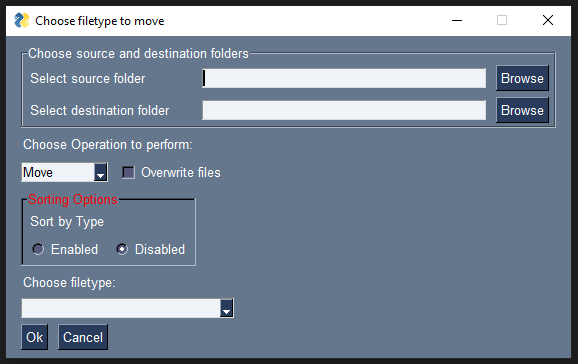 Choose filetype to move
Choose source and destination folders
Select source folder Browse
Select destination folder Browse
Choose Operation to perform:
Move Overwrite files
Sorting Options
Sort by Type
Enabled Disabled
Choose filetype:
Ok Cancel